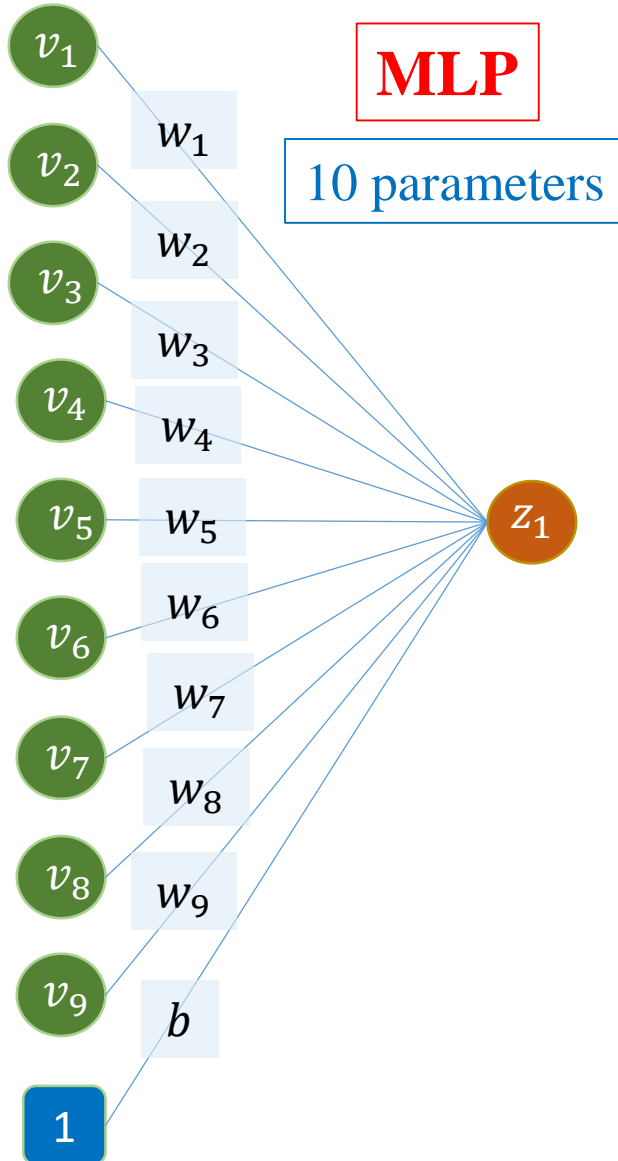 v₁
MLP
w₁
10 parameters
v₂
w₂
v₃
w₃
v₄
w₄
v₅
w₅
z₁
w₆
v₆
w₇
v₇
w₈
v₈
w₉
v₉
b
1